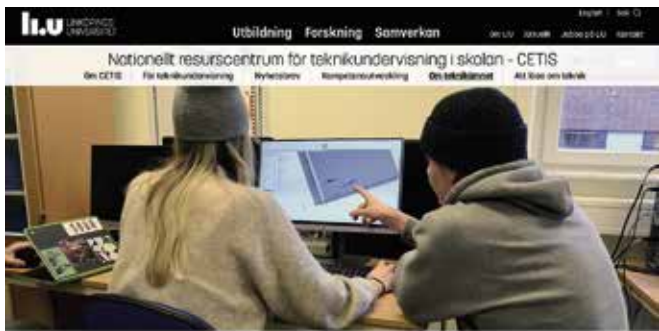 English Sök
LINKÖPINGS
UNIVERSITET
Utbildning Forskning Samverkan
Om LiU Aktuellt Jobba på LiU Kontakt
Nationellt resurscentrum för teknikundervisning i skolan - CETIS
Om CETIS För teknikundervisning Nyhetsbrev Kompetensutveckling Om teknikämnet Att läsa om teknik